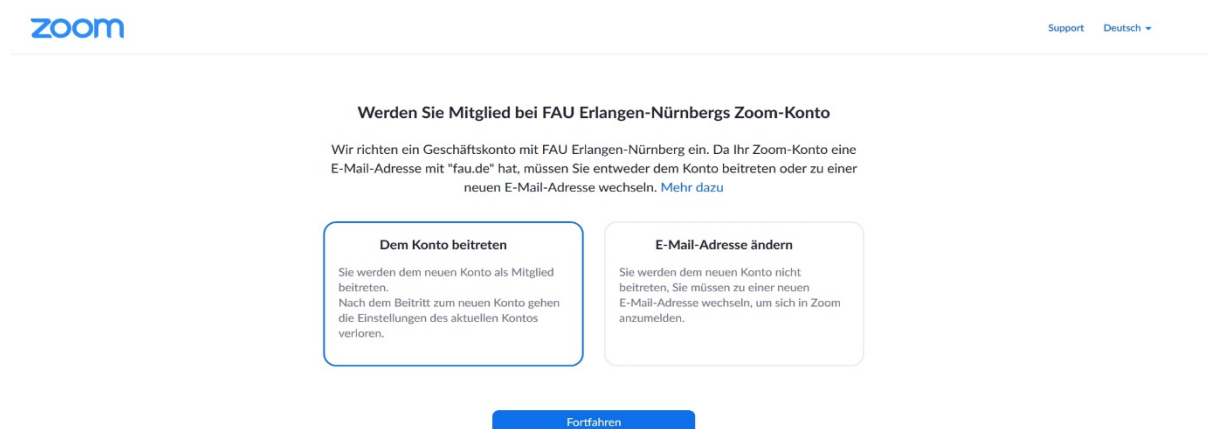 zoom
Support Deutsch
Werden Sie Mitglied bei FAU Erlangen-Nürnbergs Zoom-Konto
Wir richten ein Geschäftskonto mit FAU Erlangen-Nürnberg ein. Da Ihr Zoom-Konto eine
E-Mail-Adresse mit "fau.de" hat, müssen Sie entweder dem Konto beitreten oder zu einer
neuen E-Mail-Adresse wechseln. Mehr dazu
Dem Konto beitreten
Sie werden dem neuen Konto als Mitglied
beitreten.
Nach dem Beitritt zum neuen Konto gehen
die Einstellungen des aktuellen Kontos
verloren.
E-Mail-Adresse ändern
Sie werden dem neuen Konto nicht
beitreten, Sie müssen zu einer neuen
E-Mail-Adresse wechseln, um sich in Zoom
anzumelden.
Fortfahren